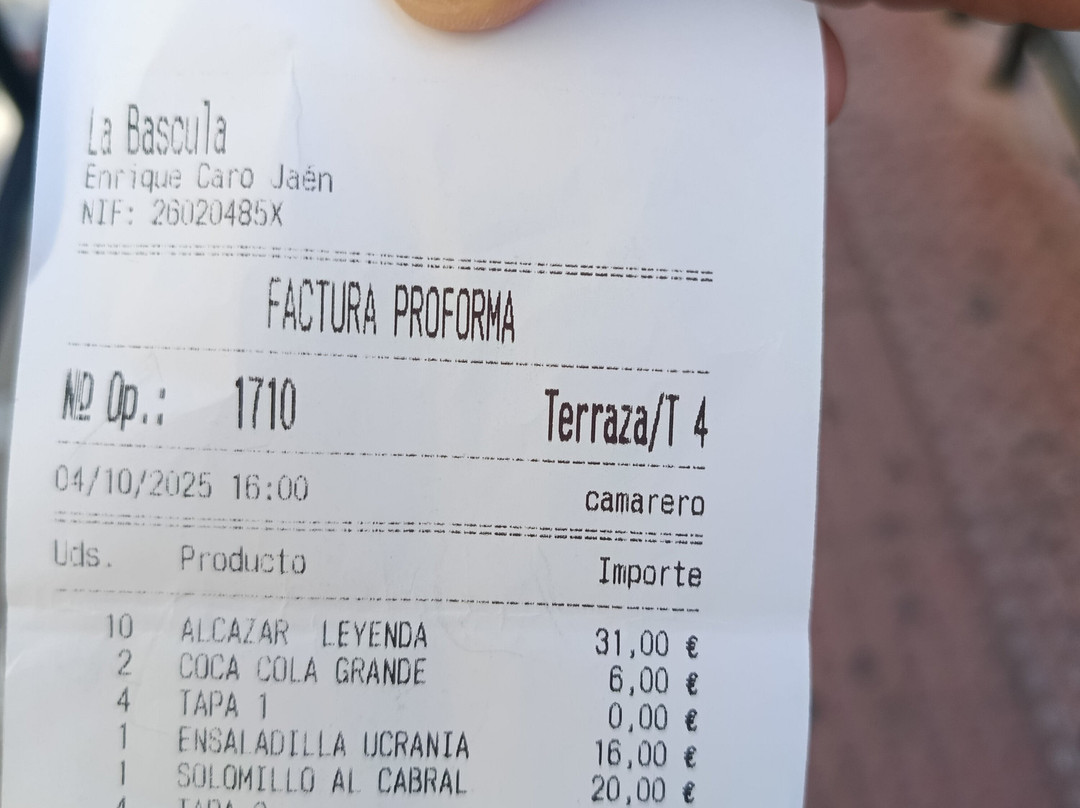 La Bascula
Enrique Caro Jaén
NIF: 26020485X
FACTURA PROFORMA
Nº Op.: 1710 Terraza/T 4
04/10/2025 16:00 camarero
Uds. Producto Importe
10 ALCAZAR LEYENDA 31,00 €
2 COCA COLA GRANDE 6,00 €
4 TAPA 1 0,00 €
1 ENSALADILLA UCRANIA 16,00 €
1 SOLOMILLO AL CABRAL 20,00 €